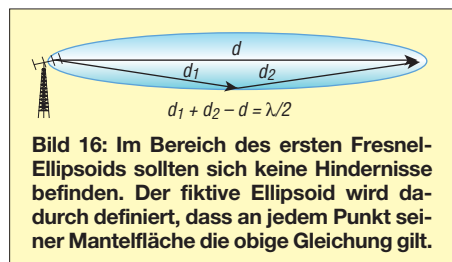 d
d₁ d₂
d₁ + d₂ – d = λ/2
Bild 16: Im Bereich des ersten Fresnel-
Ellipsoids sollten sich keine Hindernisse
befinden. Der fiktive Ellipsoid wird da-
durch definiert, dass an jedem Punkt sei-
ner Mantelfläche die obige Gleichung gilt.